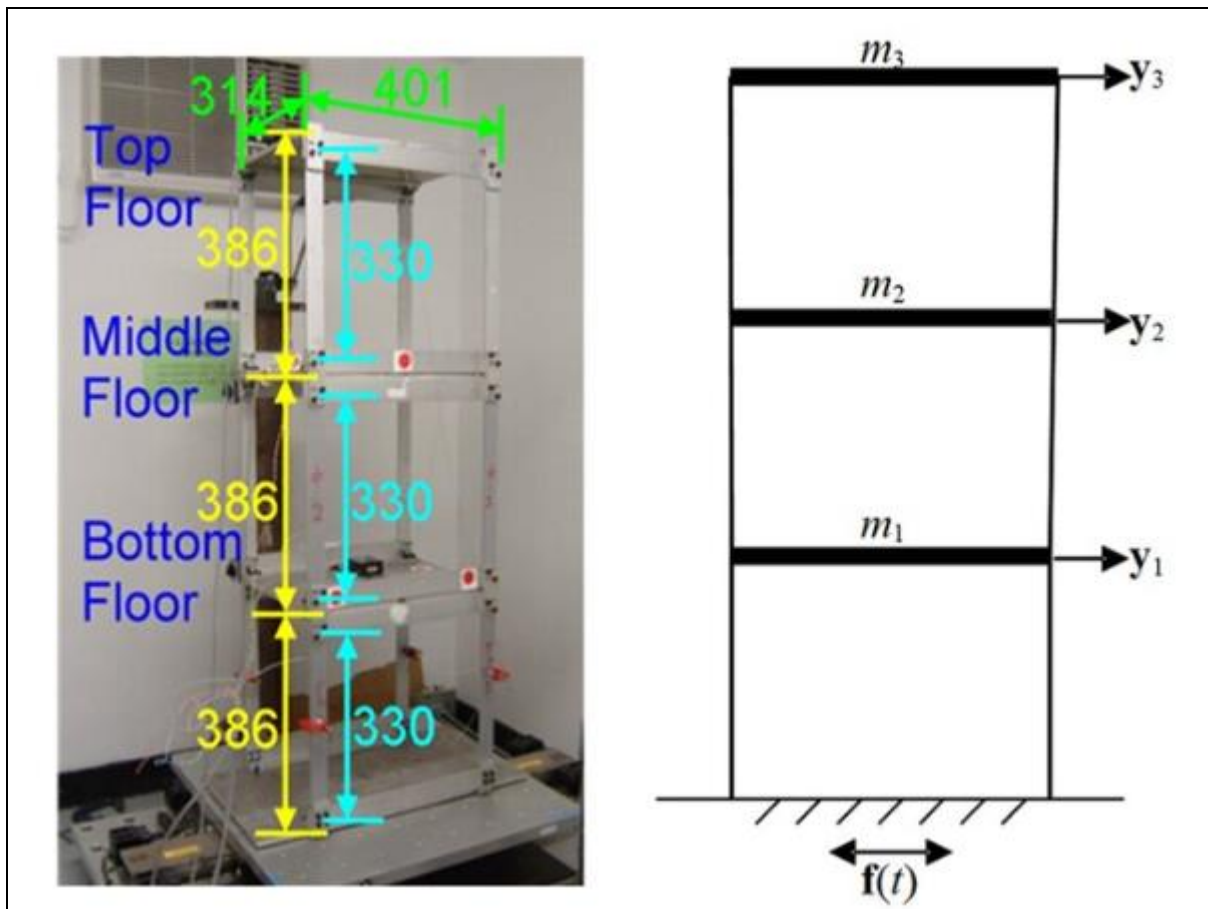 314
401
Top
Floor
386
330
Middle
Floor
386
330
Bottom
Floor
386
330
m₃
y₃
m₂
y₂
m₁
y₁
f(t)